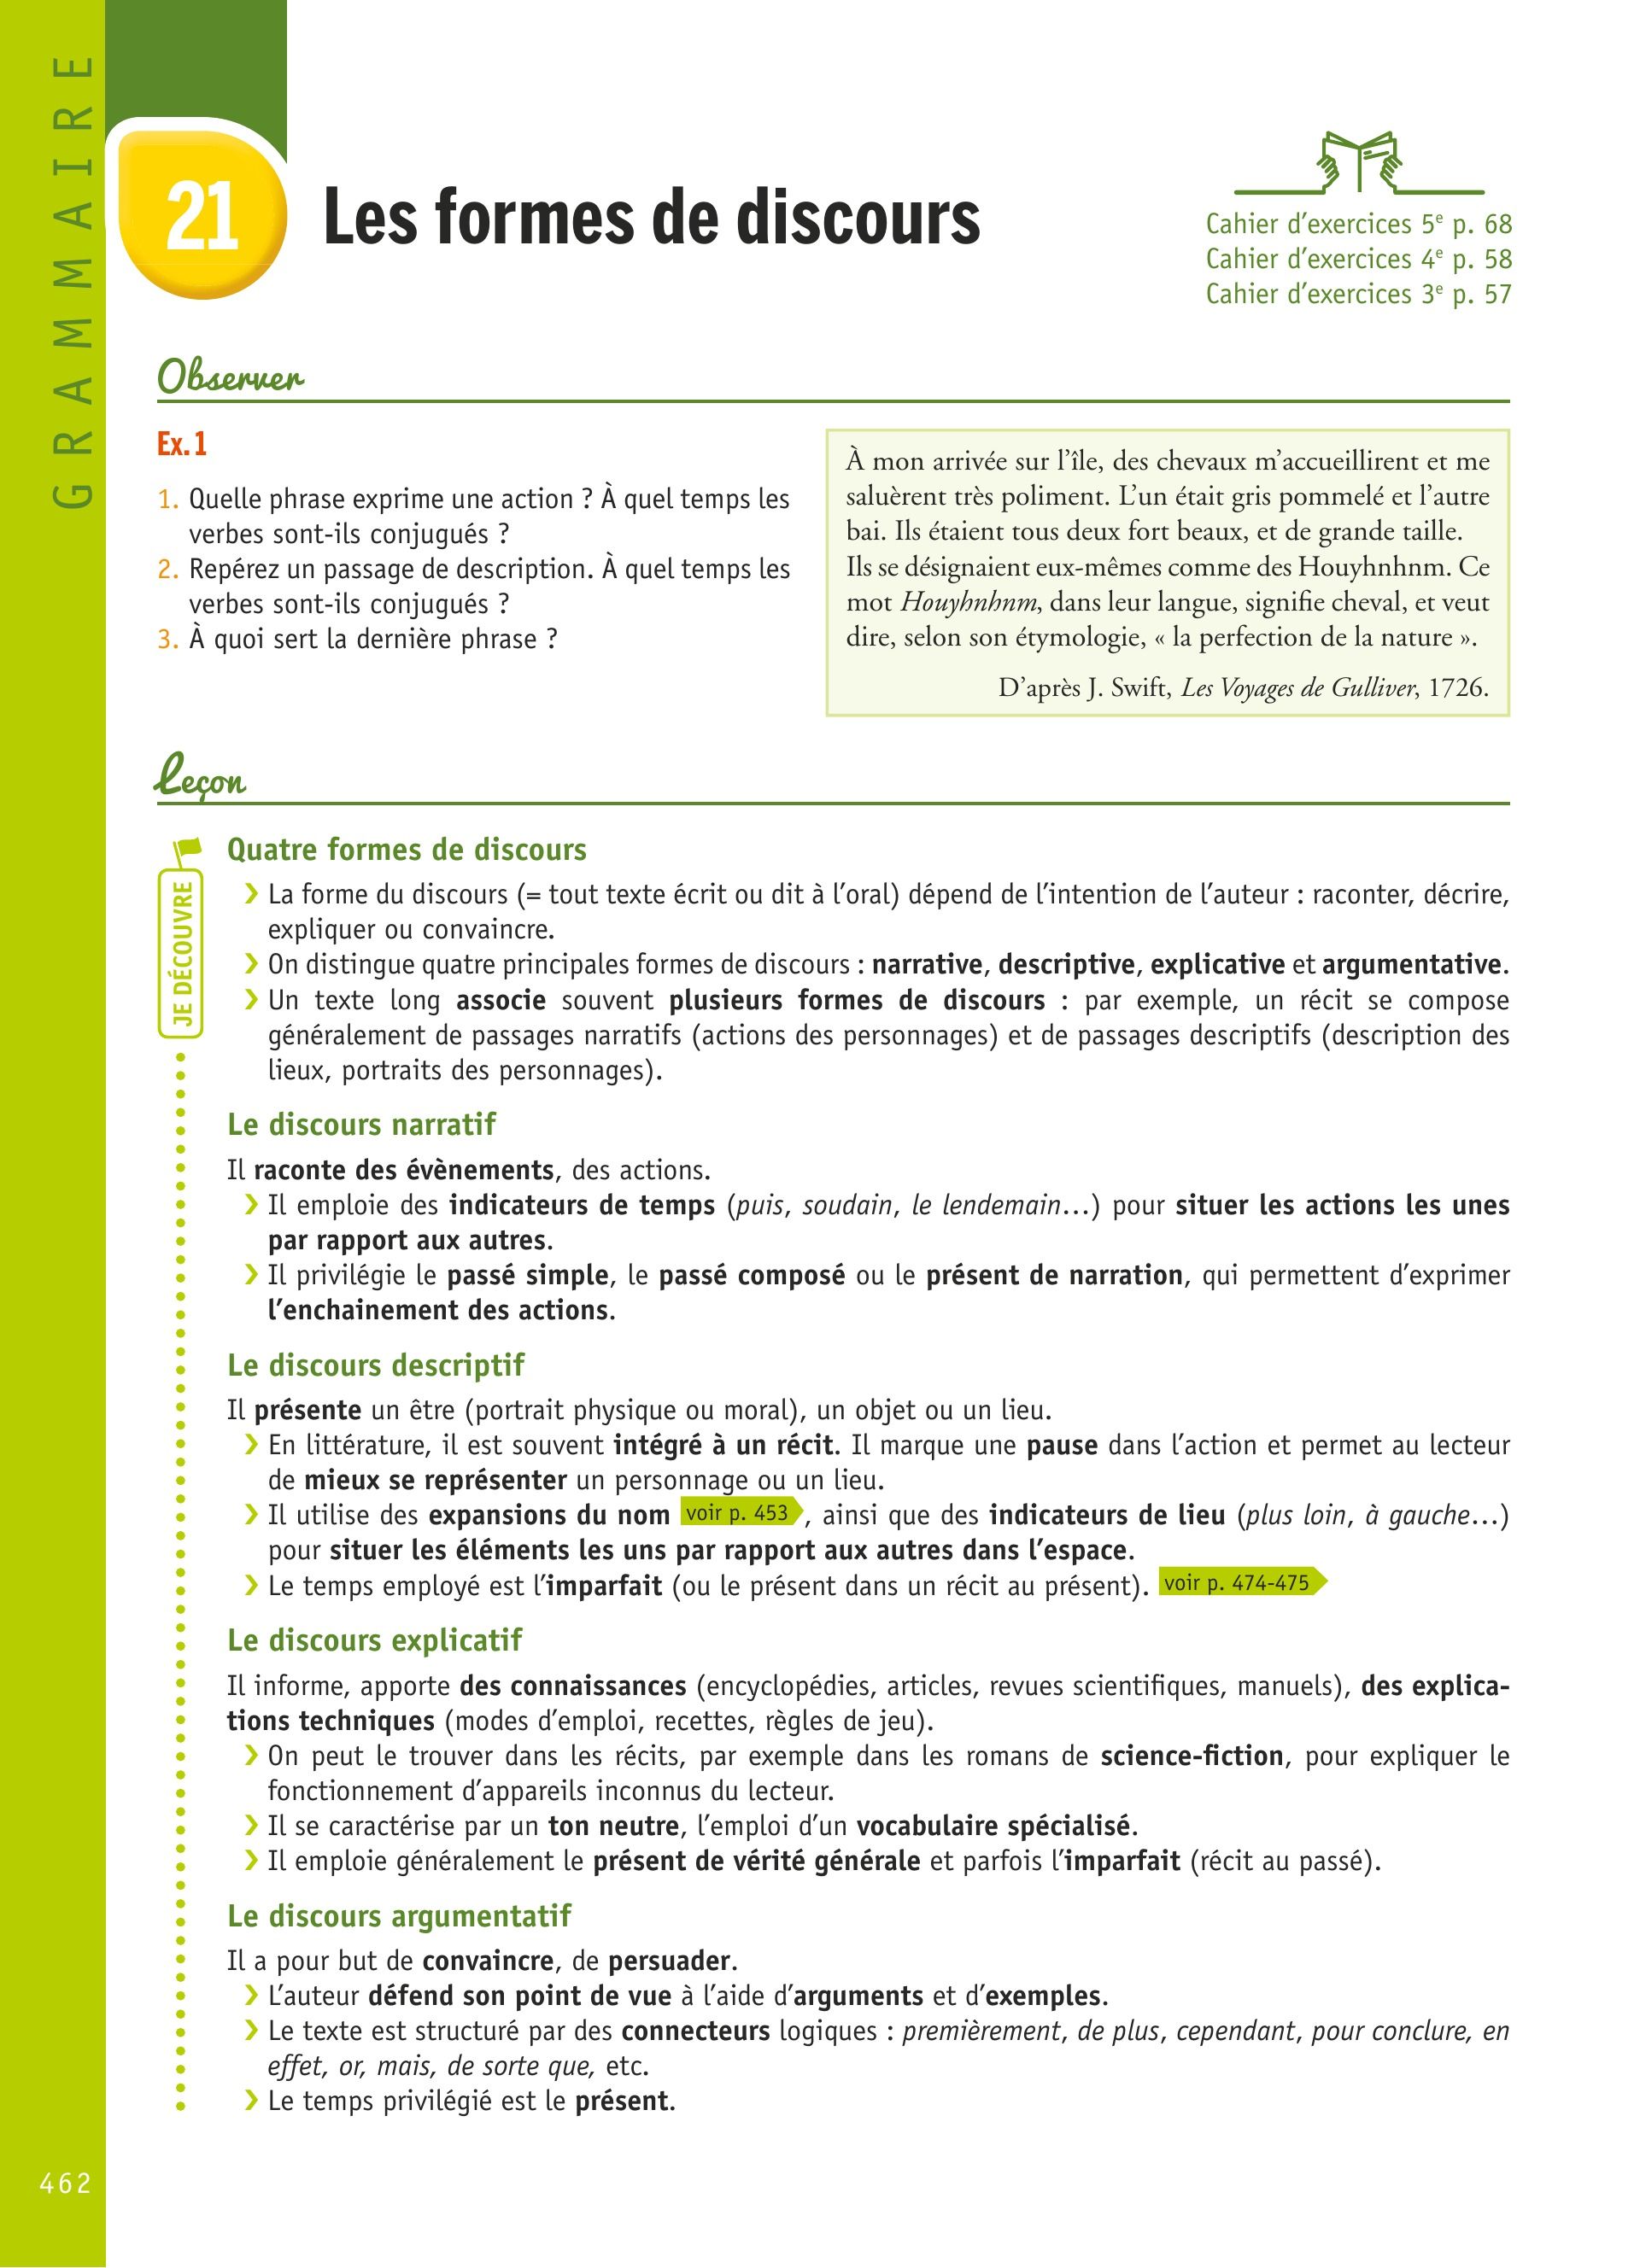 GRAMMAIRE
21
Les formes de discours
Cahier d'exercices 5e p. 68
Cahier d'exercices 4e p. 58
Cahier d'exercices 3e p. 57
Observer
Ex. 1
1. Quelle phrase exprime une action ? À quel temps les
verbes sont-ils conjugués ?
2. Repérez un passage de description. À quel temps les
verbes sont-ils conjugués ?
3. À quoi sert la dernière phrase ?
À mon arrivée sur l'île, des chevaux m'accueillirent et me
saluèrent très poliment. L'un était gris pommelé et l'autre
bai. Ils étaient tous deux fort beaux, et de grande taille.
Ils se désignaient eux-mêmes comme des Houyhnhnm. Ce
mot Houyhnhnm, dans leur langue, signifie cheval, et veut
dire, selon son étymologie, « la perfection de la nature ».
D'après J. Swift, Les Voyages de Gulliver, 1726.
Leçon
JE DÉCOUVRE
Quatre formes de discours
❯ La forme du discours (= tout texte écrit ou dit à l'oral) dépend de l'intention de l'auteur : raconter, décrire,
expliquer ou convaincre.
❯ On distingue quatre principales formes de discours : narrative, descriptive, explicative et argumentative.
❯ Un texte long associe souvent plusieurs formes de discours : par exemple, un récit se compose
généralement de passages narratifs (actions des personnages) et de passages descriptifs (description des
lieux, portraits des personnages).
Le discours narratif
Il raconte des évènements, des actions.
❯ Il emploie des indicateurs de temps (puis, soudain, le lendemain...) pour situer les actions les unes
par rapport aux autres.
❯ Il privilégie le passé simple, le passé composé ou le présent de narration, qui permettent d'exprimer
l'enchainement des actions.
Le discours descriptif
Il présente un être (portrait physique ou moral), un objet ou un lieu.
❯ En littérature, il est souvent intégré à un récit. Il marque une pause dans l'action et permet au lecteur
de mieux se représenter un personnage ou un lieu.
❯ Il utilise des expansions du nom voir p. 453 , ainsi que des indicateurs de lieu (plus loin, à gauche...)
pour situer les éléments les uns par rapport aux autres dans l'espace.
❯ Le temps employé est l'imparfait (ou le présent dans un récit au présent). voir p. 474-475
Le discours explicatif
Il informe, apporte des connaissances (encyclopédies, articles, revues scientifiques, manuels), des explica-
tions techniques (modes d'emploi, recettes, règles de jeu).
❯ On peut le trouver dans les récits, par exemple dans les romans de science-fiction, pour expliquer le
fonctionnement d'appareils inconnus du lecteur.
❯ Il se caractérise par un ton neutre, l'emploi d'un vocabulaire spécialisé.
❯ Il emploie généralement le présent de vérité générale et parfois l'imparfait (récit au passé).
Le discours argumentatif
Il a pour but de convaincre, de persuader.
❯ L'auteur défend son point de vue à l'aide d'arguments et d'exemples.
❯ Le texte est structuré par des connecteurs logiques : premièrement, de plus, cependant, pour conclure, en
effet, or, mais, de sorte que, etc.
❯ Le temps privilégié est le présent.
462